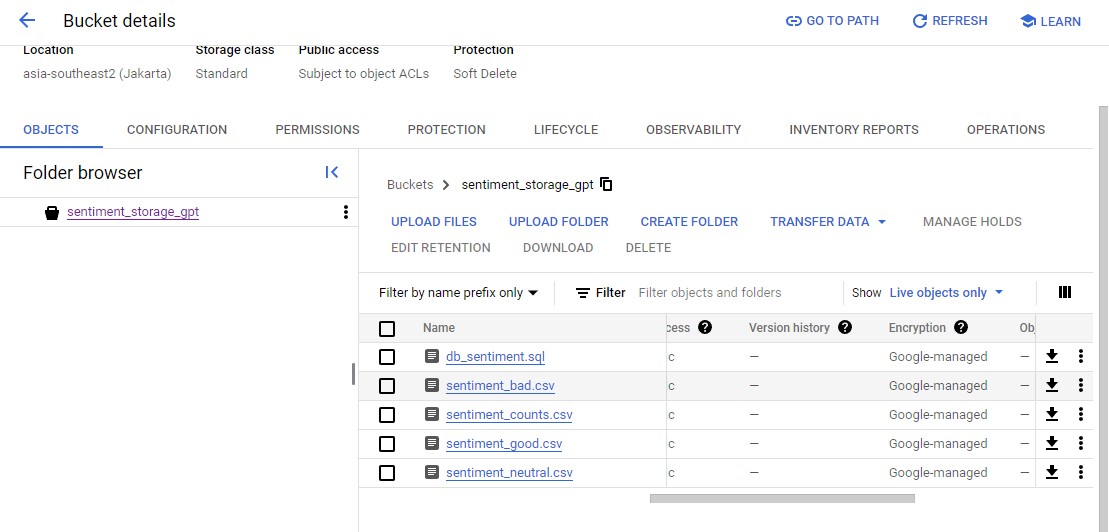 Bucket details
GO TO PATH
REFRESH
LEARN
Location Storage class Public access Protection
asia-southeast2 (Jakarta) Standard Subject to object ACLs Soft Delete
OBJECTS CONFIGURATION PERMISSIONS PROTECTION LIFECYCLE OBSERVABILITY INVENTORY REPORTS OPERATIONS
Folder browser
sentiment_storage_gpt
Buckets > sentiment_storage_gpt
UPLOAD FILES UPLOAD FOLDER CREATE FOLDER TRANSFER DATA MANAGE HOLDS
EDIT RETENTION DOWNLOAD DELETE
Filter by name prefix only Filter Filter objects and folders Show Live objects only
Name cess Version history Encryption Obj
db_sentiment.sql c — Google-managed —
sentiment_bad.csv c — Google-managed —
sentiment_counts.csv c — Google-managed —
sentiment_good.csv c — Google-managed —
sentiment_neutral.csv c — Google-managed —